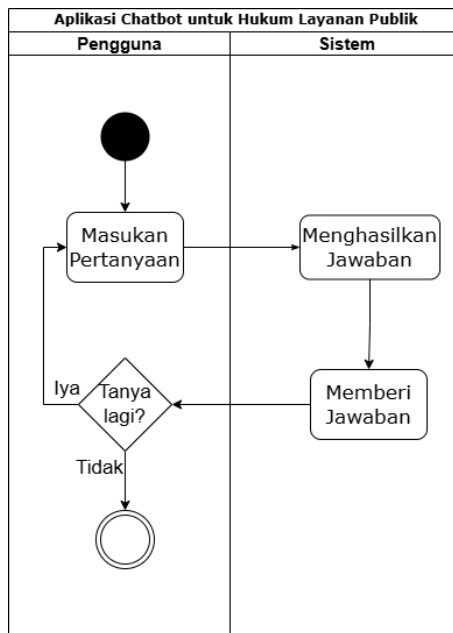 Aplikasi Chatbot untuk Hukum Layanan Publik
Pengguna
Sistem
Masukan
Pertanyaan
Menghasilkan
Jawaban
Memberi
Jawaban
Tanya
lagi?
Iya
Tidak